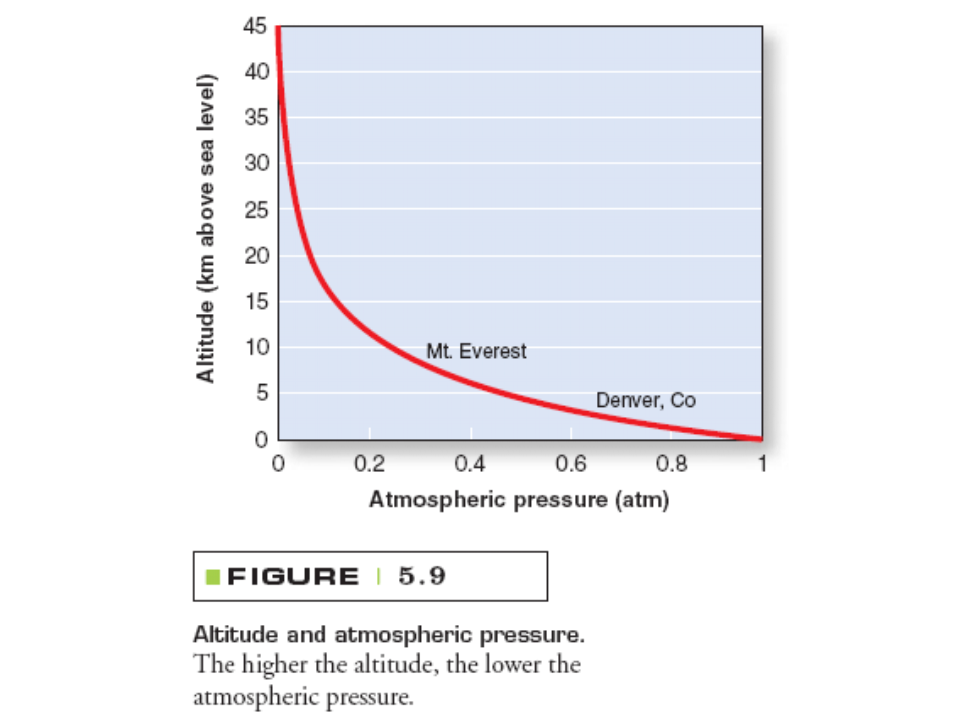 45
40
35
30
25
20
15
10
5
0
Altitude (km above sea level)
Mt. Everest
Denver, Co
0 0.2 0.4 0.6 0.8 1
Atmospheric pressure (atm)
FIGURE | 5.9
Altitude and atmospheric pressure.
The higher the altitude, the lower the
atmospheric pressure.